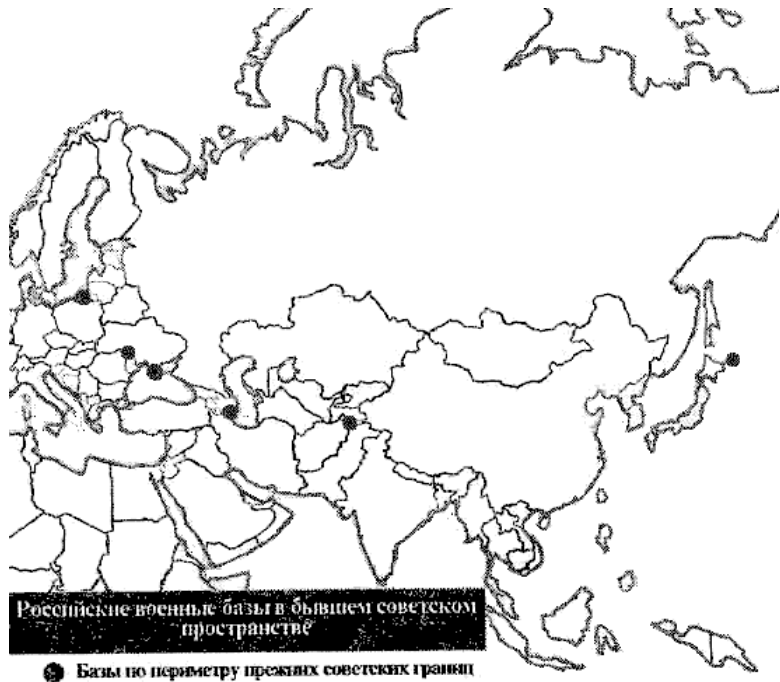 Российские военные базы в бывшем советском
пространстве
Базы по периметру прежних советских границ